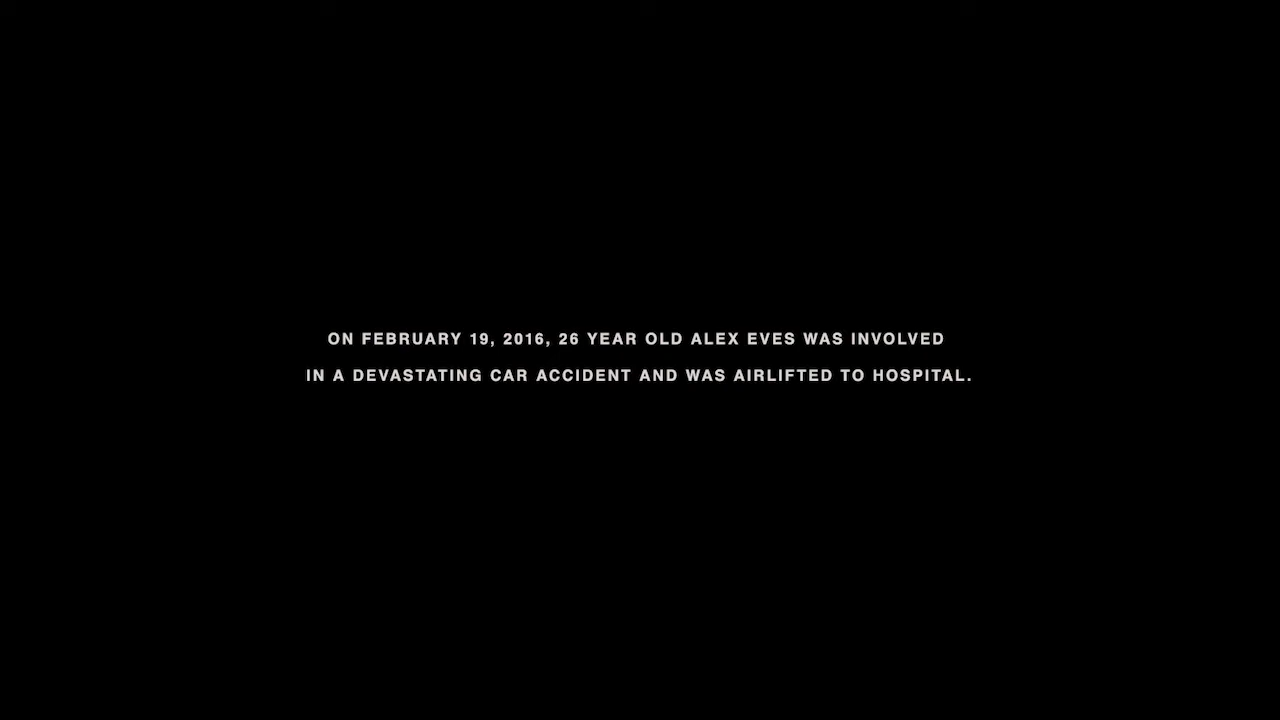 ON FEBRUARY 19, 2016, 26 YEAR OLD ALEX EVES WAS INVOLVED
IN A DEVASTATING CAR ACCIDENT AND WAS AIRLIFTED TO HOSPITAL.